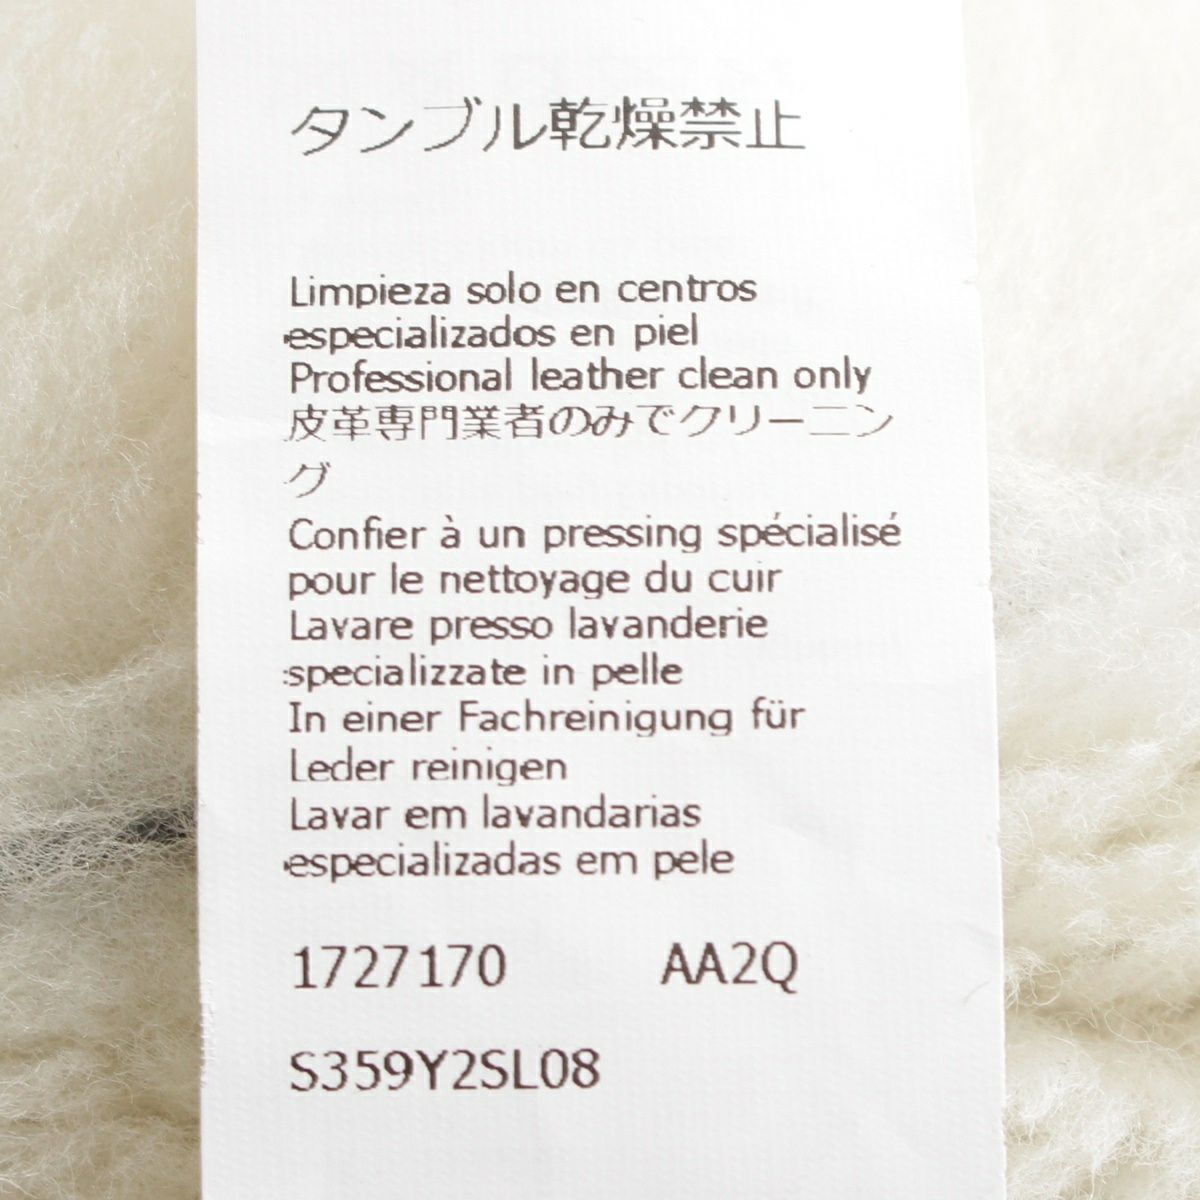 タンブル乾燥禁止
Limpieza solo en centros
especializados en piel
Professional leather clean only
皮革専門業者のみでクリーニン
グ
Confier à un pressing spécialisé
pour le nettoyage du cuir
Lavare presso lavanderie
specializzate in pelle
In einer Fachreinigung für
Leder reinigen
Lavar em lavandarias
especializadas em pele
1727170 AA2Q
S359Y2SL08